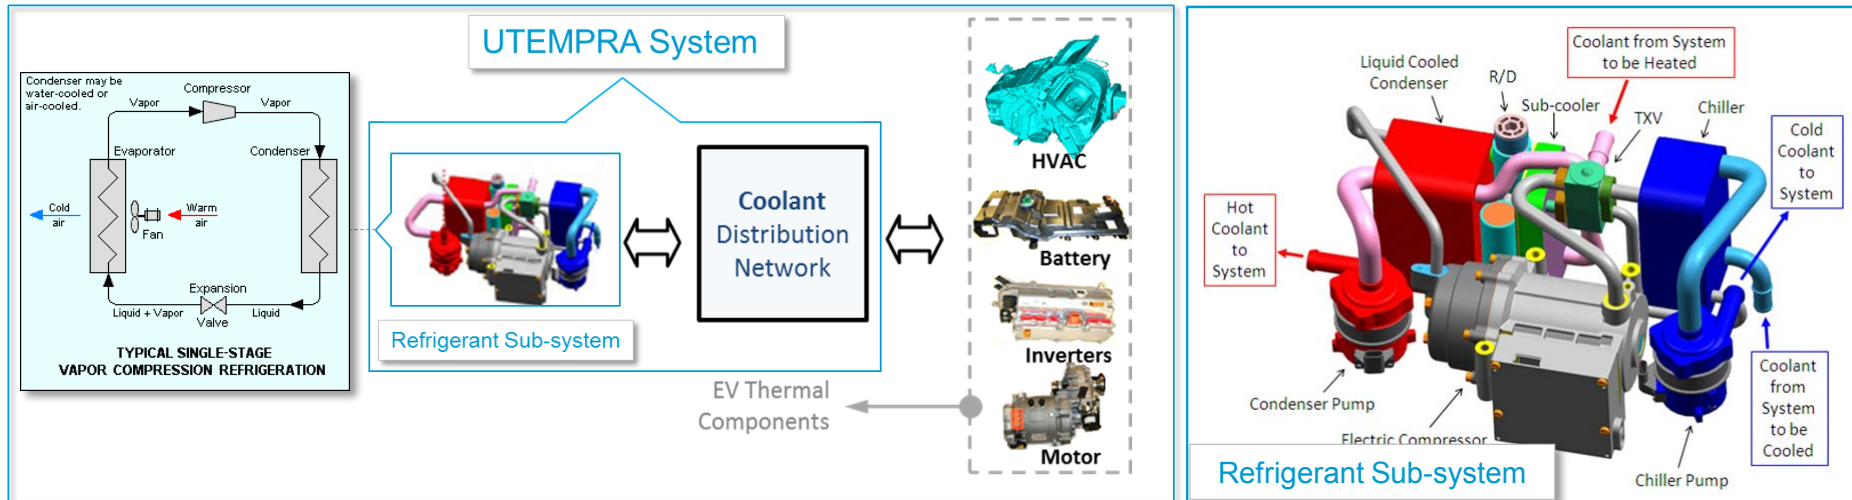 UTEMPRA System
Condenser may be
water-cooled or
air-cooled.
Compressor
Vapor
Vapor
Evaporator
Condenser
Cold
air
Warm
air
Fan
Expansion
Valve
Liquid + Vapor
Liquid
TYPICAL SINGLE-STAGE
VAPOR COMPRESSION REFRIGERATION
Refrigerant Sub-system
Coolant
Distribution
Network
HVAC
Battery
Inverters
Motor
EV Thermal
Components
Liquid Cooled
Condenser
R/D
Coolant from System
to be Heated
Sub-cooler
TXV
Chiller
Cold
Coolant
to
System
Hot
Coolant
to
System
Condenser Pump
Electric Compressor
Chiller Pump
Coolant
from
System
to be
Cooled
Refrigerant Sub-system